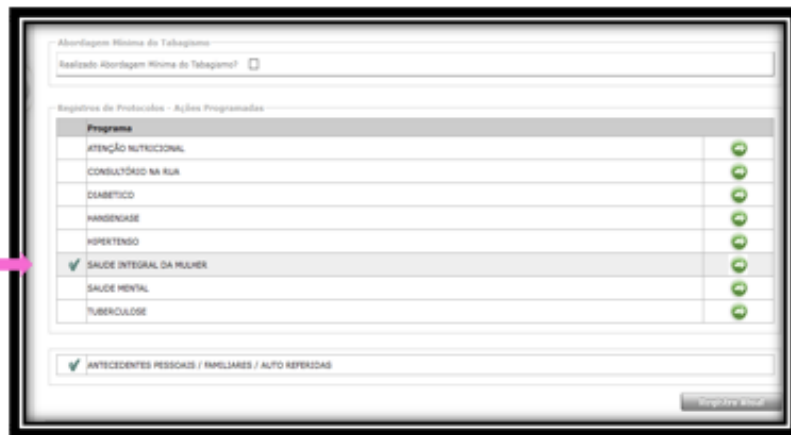 Abordagem Mínima do Tabagismo
Realizado Abordagem Mínima do Tabagismo?
Registros de Protocolos - Ações Programadas
Programa
ATENÇÃO NUTRICIONAL
CONSULTÓRIO NA RUA
DIABETICO
HANSENIASE
HIPERTENSO
SAUDE INTEGRAL DA MULHER
SAUDE MENTAL
TUBERCULOSE
ANTECEDENTES PESSOAIS / FAMILIARES / AUTO REFERIDAS
Registro